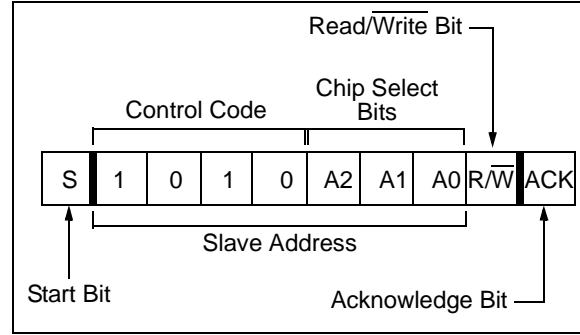 Read/Write Bit
Chip Select
Control Code
Bits
S 1 0 1 0 A2 A1 A0 R/W ACK
Slave Address
Start Bit
Acknowledge Bit